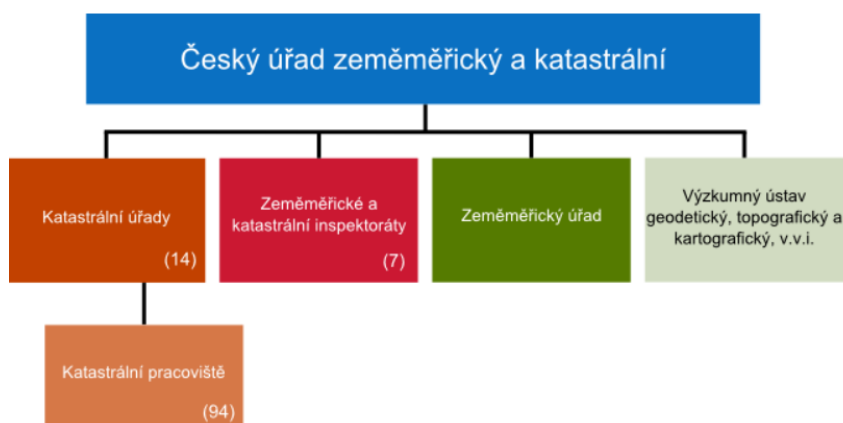 Český úřad zeměměřický a katastrální
Katastrální úřady
(14)
Zeměměřické a
katastrální inspektoráty
(7)
Zeměměřický úřad
Výzkumný ústav
geodetický, topografický a
kartografický, v.v.i.
Katastrální pracoviště
(94)